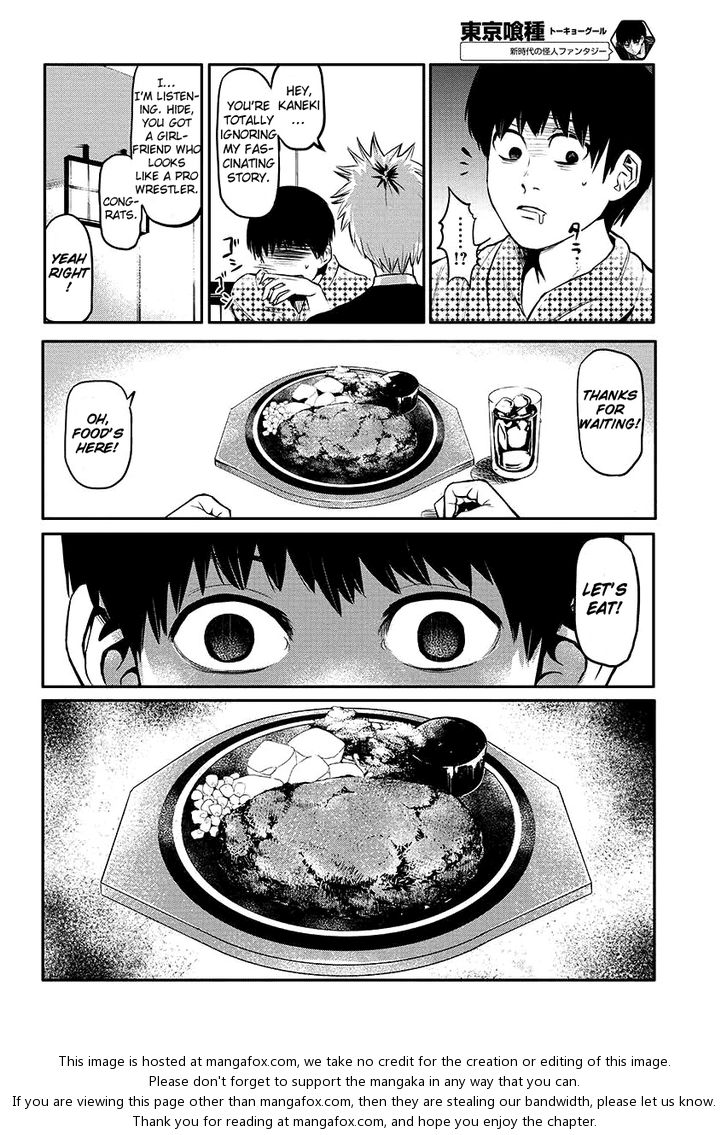 東京喰種 トーキョーグール
新時代の怪人ファンタジー
……!?
HEY,
KANEKI
...
YOU'RE
TOTALLY
IGNORING
MY FAS-
CINATING
STORY.
I...
I'M LISTEN-
ING. HIDE,
YOU GOT
A GIRL-
FRIEND WHO
LOOKS
LIKE A PRO
WRESTLER.
CONG-
RATS.
YEAH
RIGHT
!
THANKS
FOR
WAITING!
OH,
FOOD'S
HERE!
LET'S
EAT!
This image is hosted at mangafox.com, we take no credit for the creation or editing of this image.
Please don't forget to support the mangaka in any way that you can.
If you are viewing this page other than mangafox.com, then they are stealing our bandwidth, please let us know.
Thank you for reading at mangafox.com, and hope you enjoy the chapter.